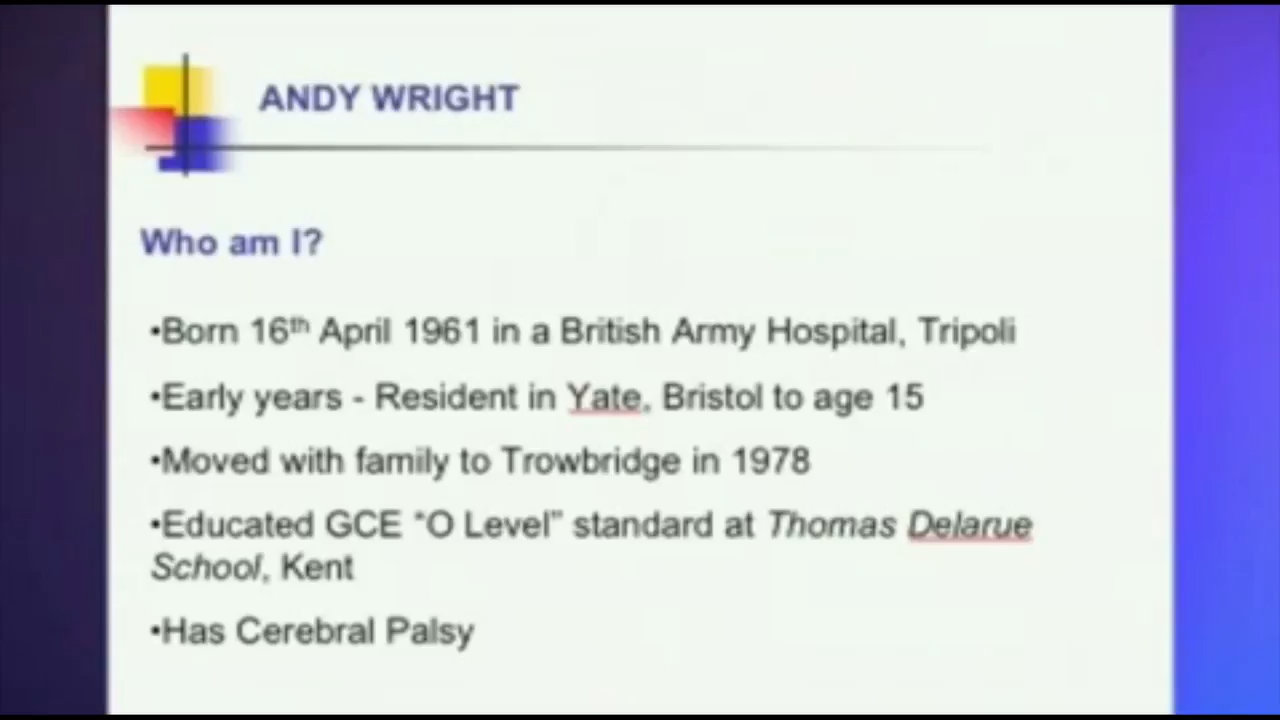 ANDY WRIGHT
Who am I?
•Born 16th April 1961 in a British Army Hospital, Tripoli
•Early years - Resident in Yate, Bristol to age 15
•Moved with family to Trowbridge in 1978
•Educated GCE “O Level” standard at Thomas Delarue
School, Kent
•Has Cerebral Palsy